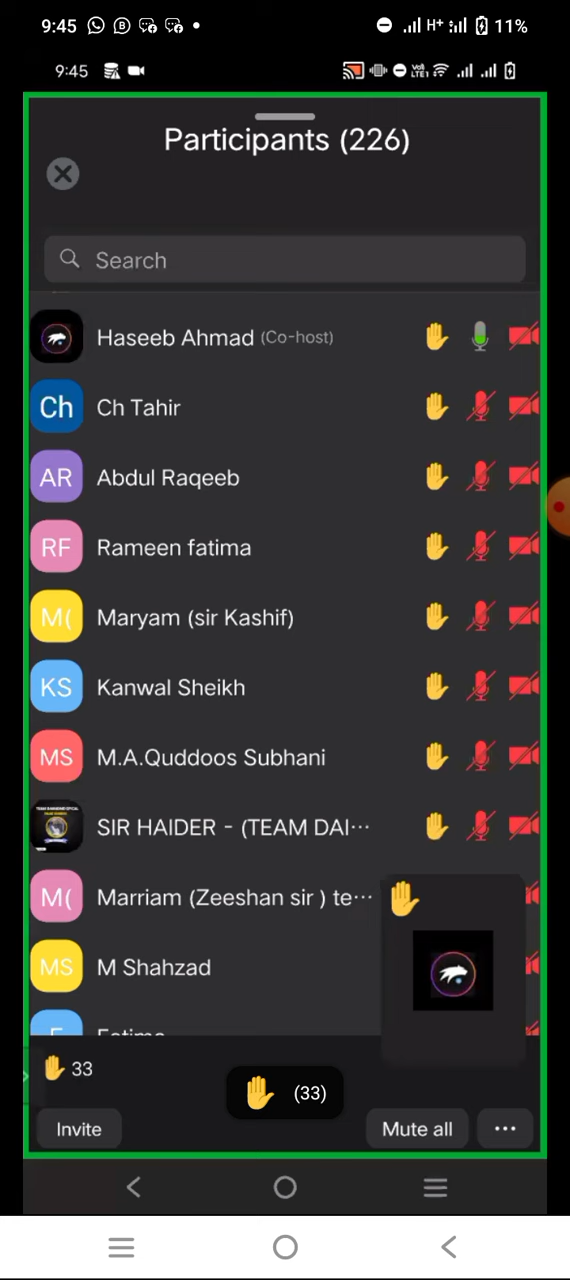 9:45
H+
11%
9:45
Participants (226)
Search
Haseeb Ahmad (Co-host)
Ch
Ch Tahir
AR
Abdul Raqeeb
RF
Rameen fatima
M(
Maryam (sir Kashif)
KS
Kanwal Sheikh
MS
M.A.Quddoos Subhani
SIR HAIDER - (TEAM DAI···
M(
Marriam (Zeeshan sir ) te···
MS
M Shahzad
33
(33)
Invite
Mute all